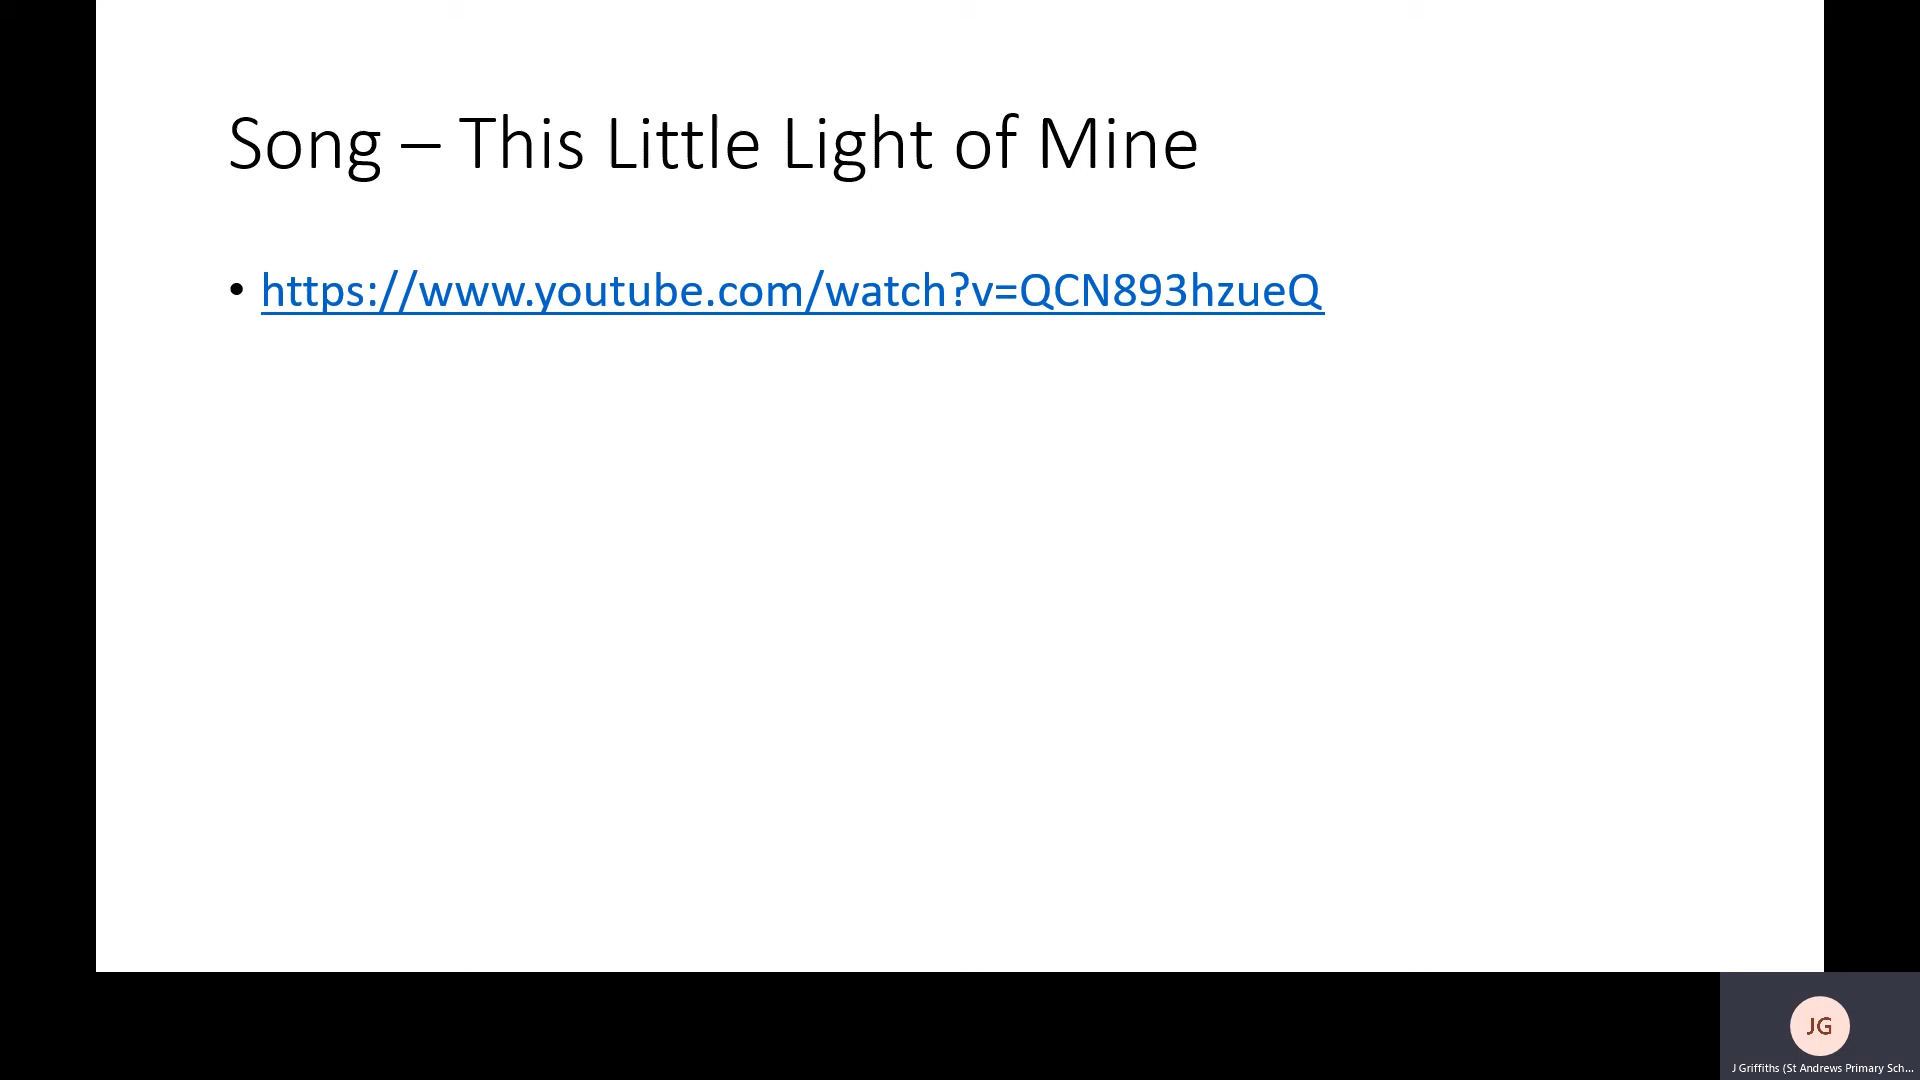 Song – This Little Light of Mine
• https://www.youtube.com/watch?v=QCN893hzueQ
JG
J Griffiths (St Andrews Primary Sch...